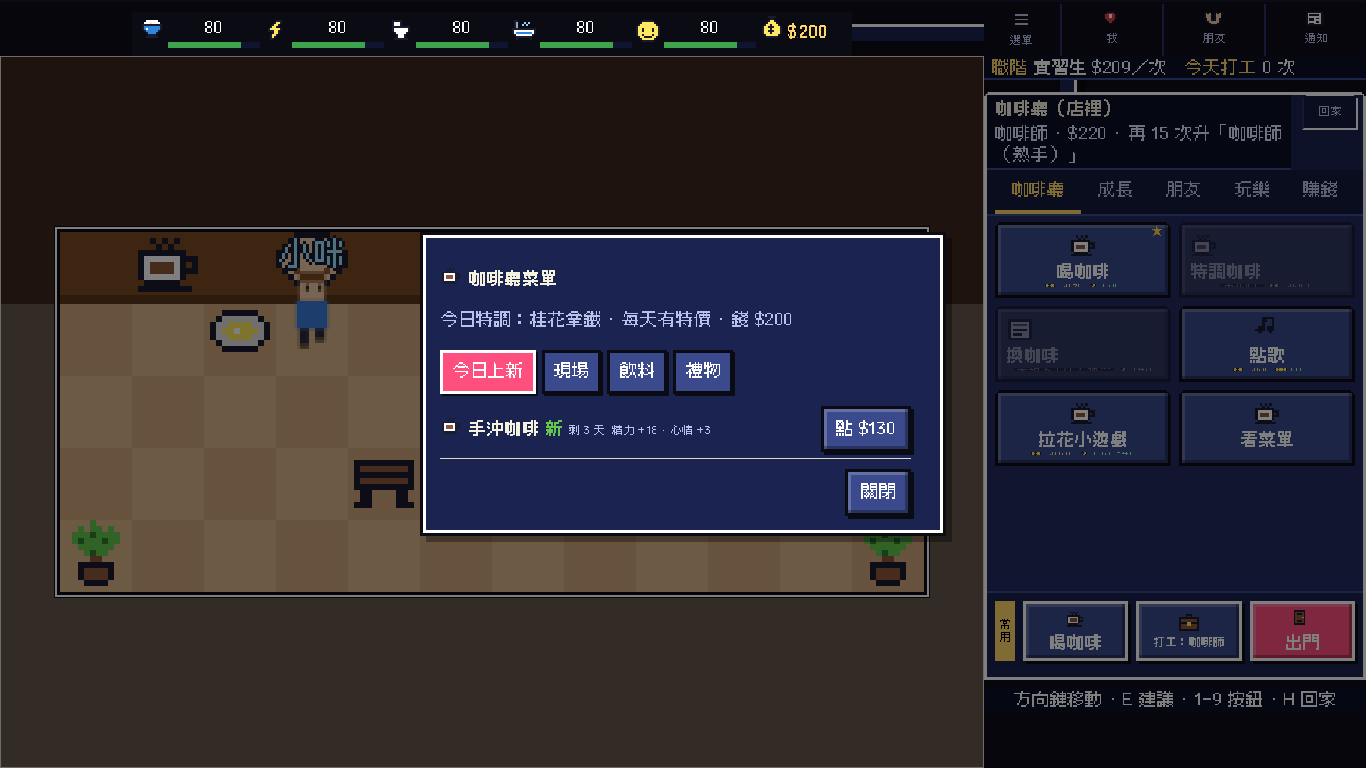 80
80
80
80
80
$200
選單
我
朋友
通知
職階 實習生 $209／次 今天打工 0 次
咖啡廳（店裡）
回家
咖啡師 · $220 · 再 15 次升「咖啡師
（熟手）」
咖啡廳
成長
朋友
玩樂
賺錢
喝咖啡
特調咖啡
換咖啡
點歌
拉花小遊戲
看菜單
咖啡廳菜單
今日特調：桂花拿鐵 · 每天有特價 · 錢 $200
今日上新
現場
飲料
禮物
手沖咖啡 新 剩 3 天 精力 +18 · 心情 +3
點 $130
關閉
常用
喝咖啡
打工：咖啡師
出門
方向鍵移動 · E 建議 · 1-9 按鈕 · H 回家